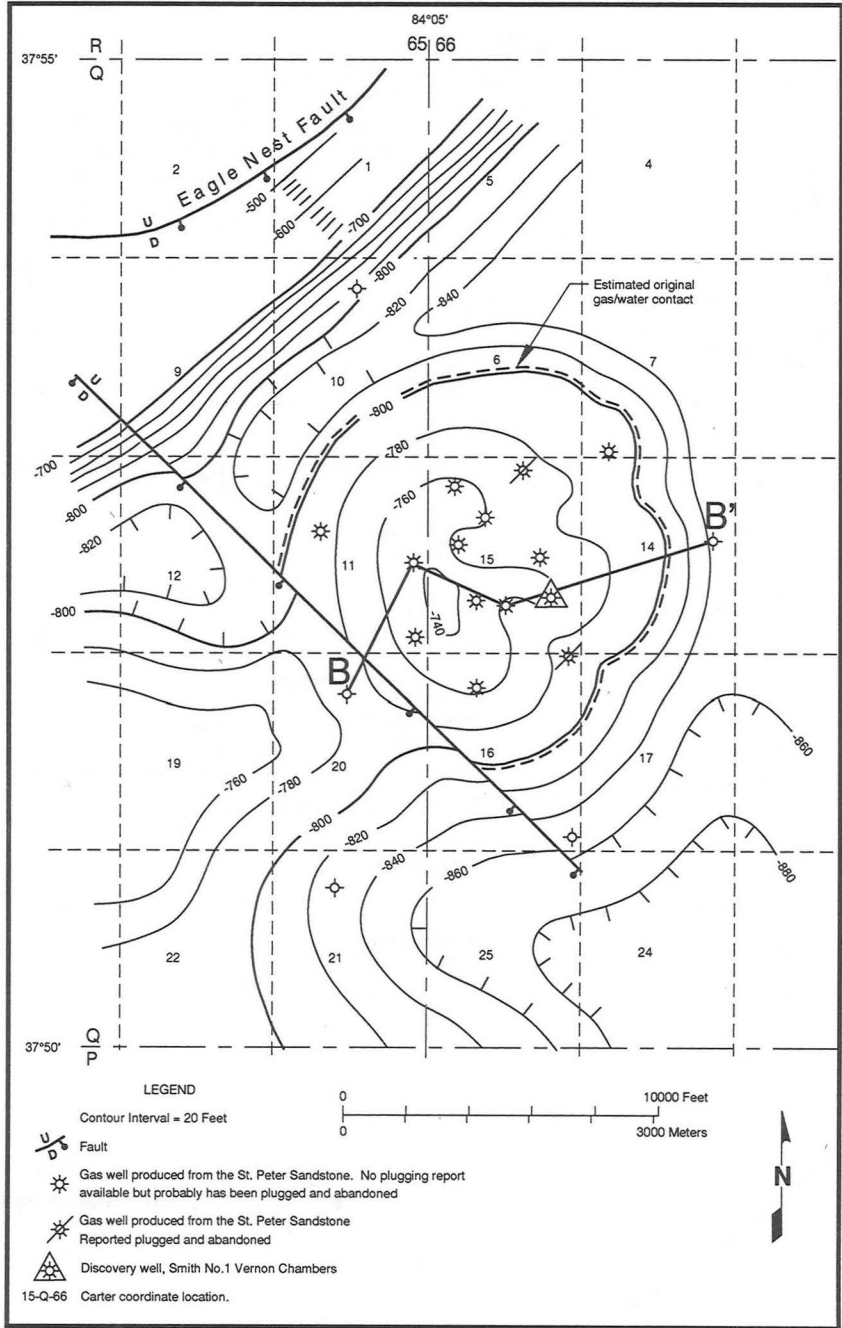 84°05'
65 66
37°55'
R
Q
Eagle Nest Fault
2
1
5
4
U
D
-500
-600
-700
-800
-820
-840
Estimated original
gas/water contact
7
6
9
10
U
D
-800
-700
-780
-800
-760
-820
B'
11
15
14
12
-740
-800
B
16
17
-860
19
20
-760
-780
-800
-820
-840
-860
-880
22
21
25
24
37°50'
Q
P
LEGEND
Contour Interval = 20 Feet
0 10000 Feet
0 3000 Meters
U
D
Fault
Gas well produced from the St. Peter Sandstone. No plugging report
available but probably has been plugged and abandoned
Gas well produced from the St. Peter Sandstone
Reported plugged and abandoned
Discovery well, Smith No.1 Vernon Chambers
15-Q-66 Carter coordinate location.
N